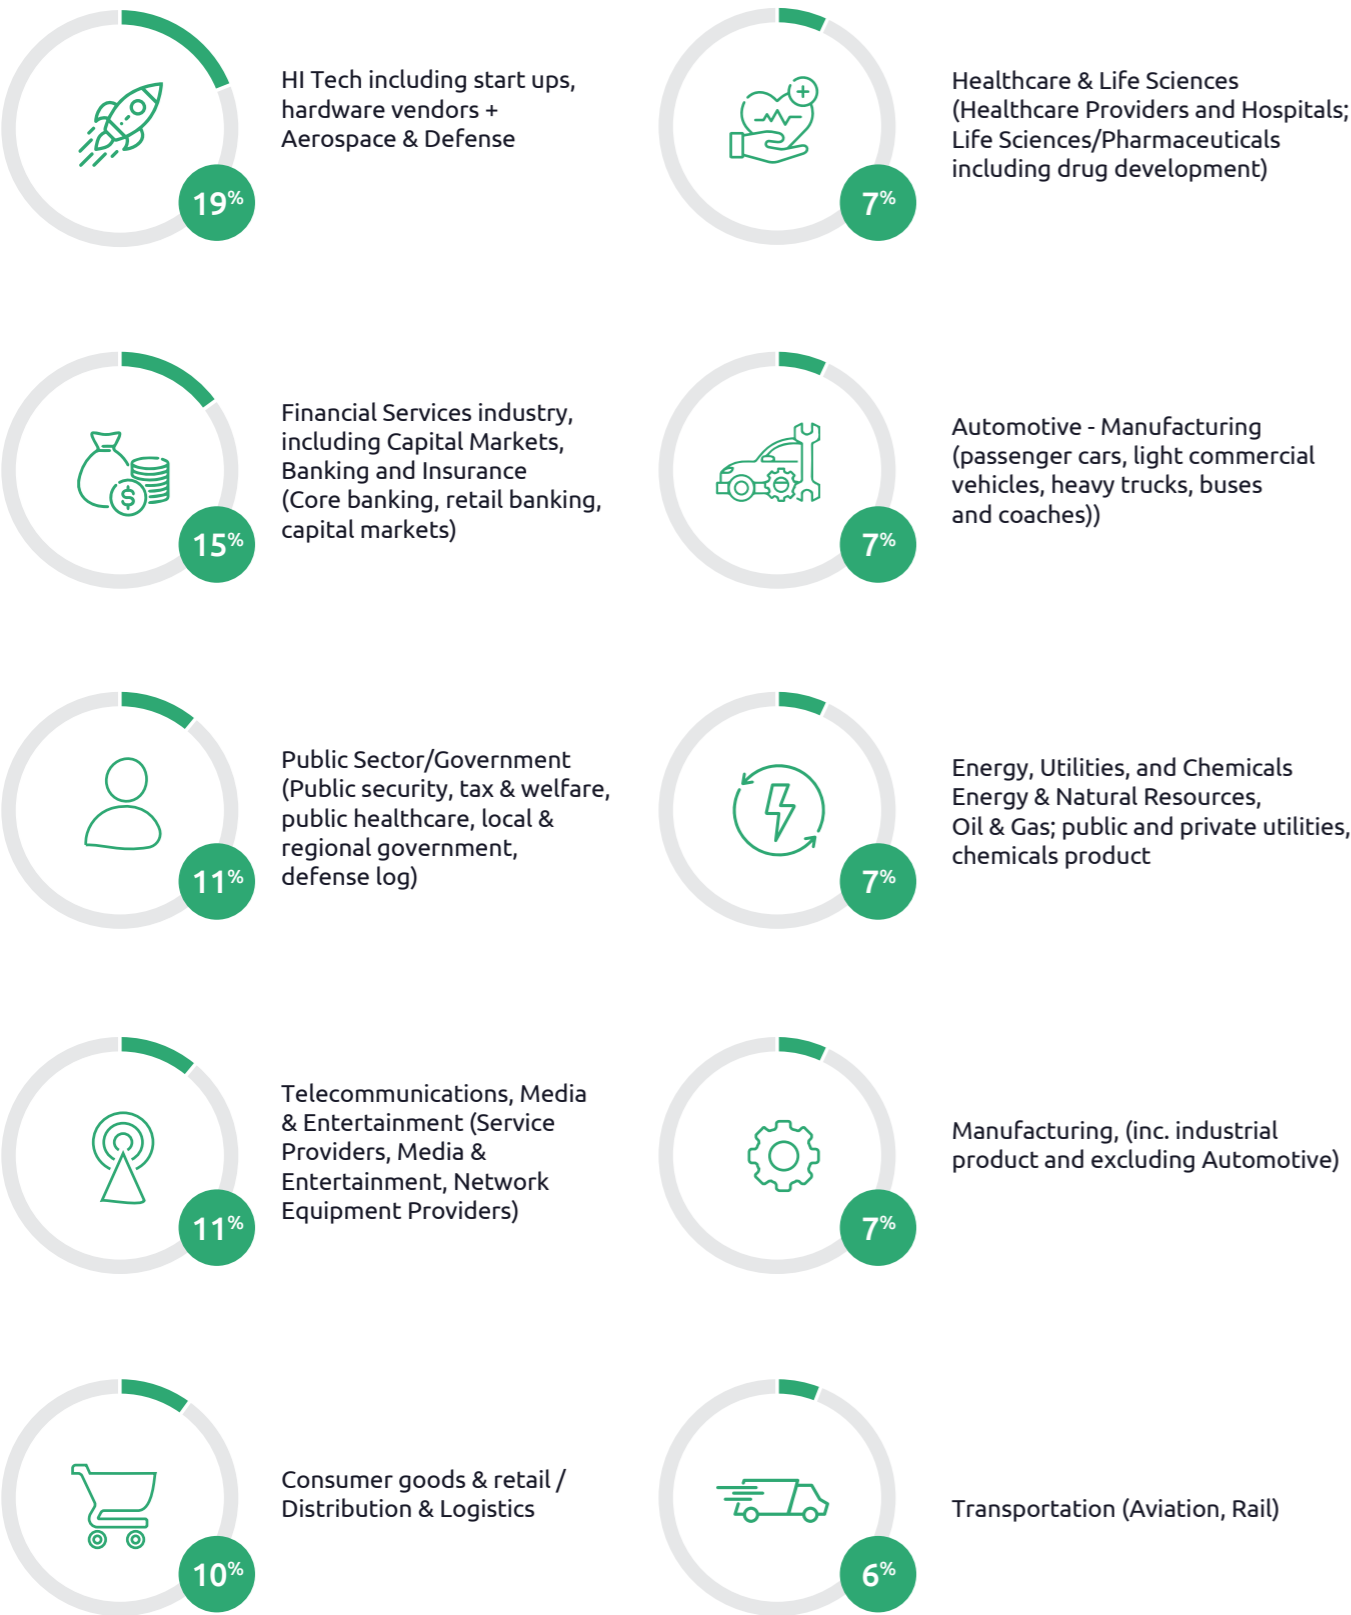 HI Tech including start ups,
hardware vendors +
Aerospace & Defense
19%
Healthcare & Life Sciences
(Healthcare Providers and Hospitals;
Life Sciences/Pharmaceuticals
including drug development)
7%
Financial Services industry,
including Capital Markets,
Banking and Insurance
(Core banking, retail banking,
capital markets)
$
15%
Automotive - Manufacturing
(passenger cars, light commercial
vehicles, heavy trucks, buses
and coaches))
7%
Public Sector/Government
(Public security, tax & welfare,
public healthcare, local &
regional government,
defense log)
11%
Energy, Utilities, and Chemicals
Energy & Natural Resources,
Oil & Gas; public and private utilities,
chemicals product
7%
Telecommunications, Media
& Entertainment (Service
Providers, Media &
Entertainment, Network
Equipment Providers)
11%
Manufacturing, (inc. industrial
product and excluding Automotive)
7%
Consumer goods & retail /
Distribution & Logistics
10%
Transportation (Aviation, Rail)
6%